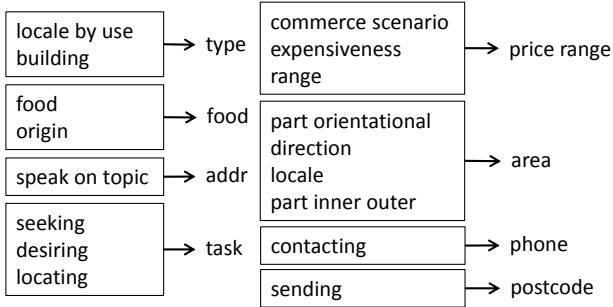 locale by use
building
type
food
origin
food
speak on topic
addr
seeking
desiring
locating
task
commerce scenario
expensiveness
range
price range
part orientational
direction
locale
part inner outer
area
contacting
phone
sending
postcode